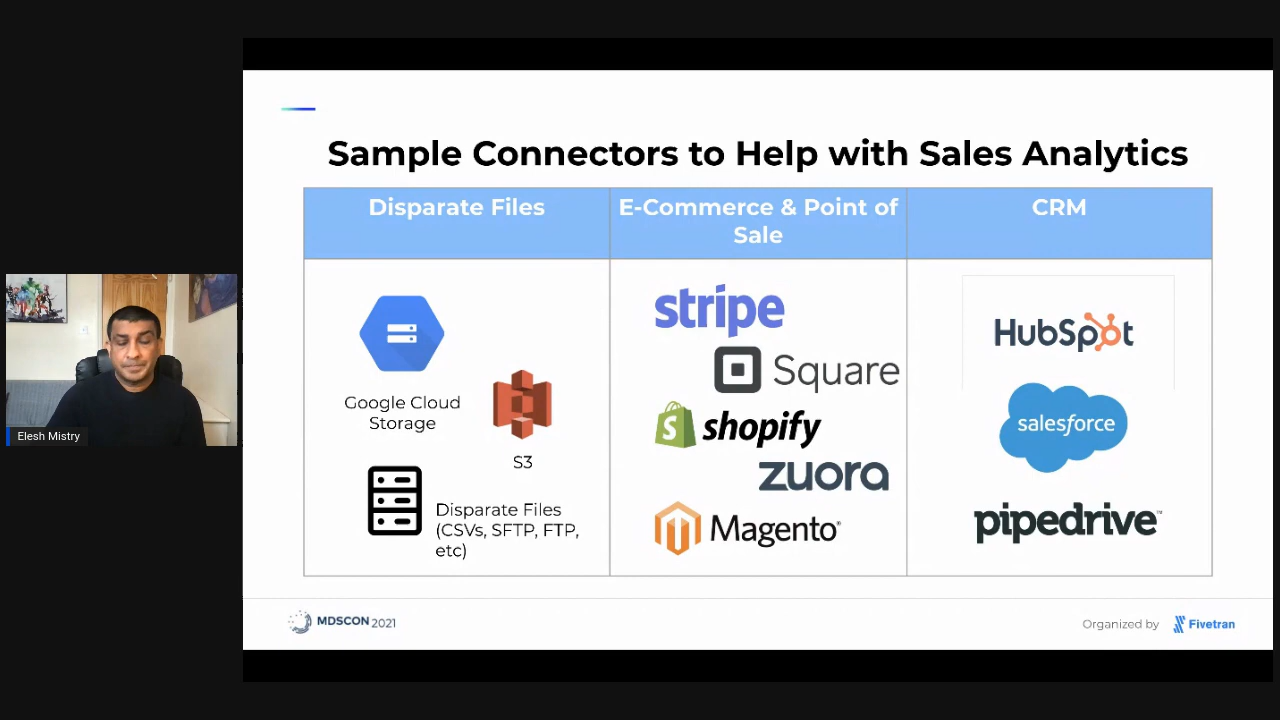 Sample Connectors to Help with Sales Analytics
Disparate Files
E-Commerce & Point of
Sale
CRM
Google Cloud
Storage
S3
Disparate Files
(CSVs, SFTP, FTP,
etc)
stripe
Square
shopify
zuora
Magento®
HubSpot
salesforce
pipedrive™
Elesh Mistry
MDSCON 2021
Organized by Fivetran